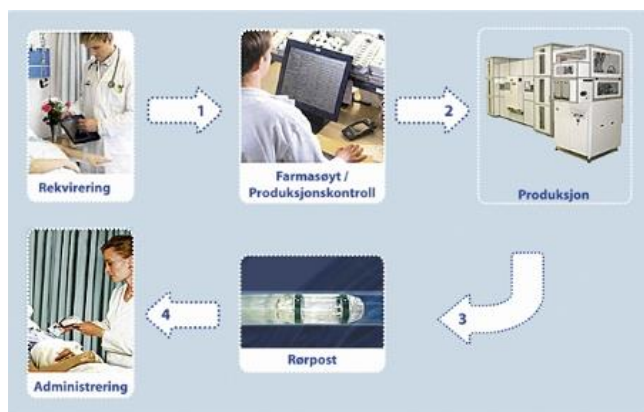 1
2
Rekvirering
Farmasøyt /
Produksjonskontroll
Produksjon
4
3
Administrering
Rørpost